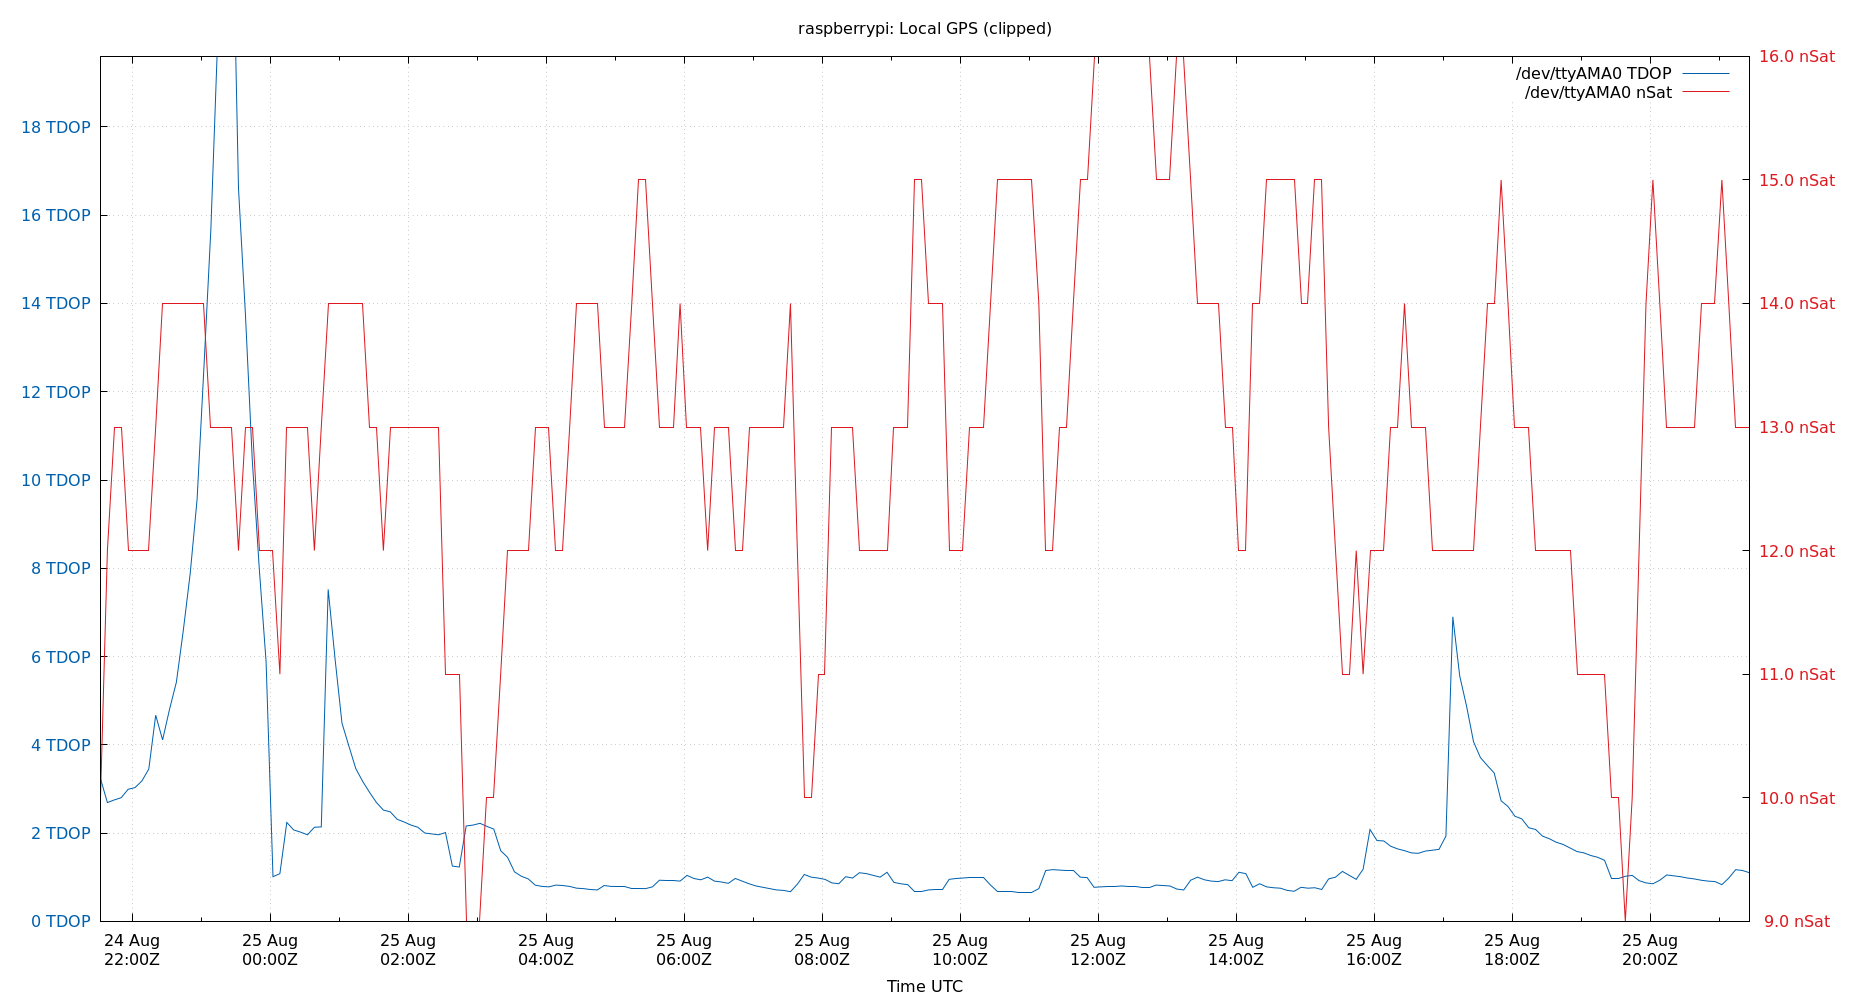 raspberrypi: Local GPS (clipped)
/dev/ttyAMA0 TDOP
/dev/ttyAMA0 nSat
18 TDOP
16 TDOP
14 TDOP
12 TDOP
10 TDOP
8 TDOP
6 TDOP
4 TDOP
2 TDOP
0 TDOP
16.0 nSat
15.0 nSat
14.0 nSat
13.0 nSat
12.0 nSat
11.0 nSat
10.0 nSat
9.0 nSat
24 Aug 25 Aug 25 Aug 25 Aug 25 Aug 25 Aug 25 Aug 25 Aug 25 Aug 25 Aug 25 Aug 25 Aug
22:00Z 00:00Z 02:00Z 04:00Z 06:00Z 08:00Z 10:00Z 12:00Z 14:00Z 16:00Z 18:00Z 20:00Z
Time UTC